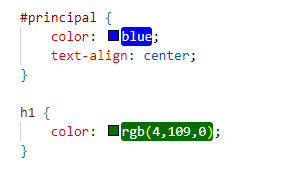 #principal {
color: blue;
text-align: center;
}
h1 {
color: rgb(4,109,0);
}